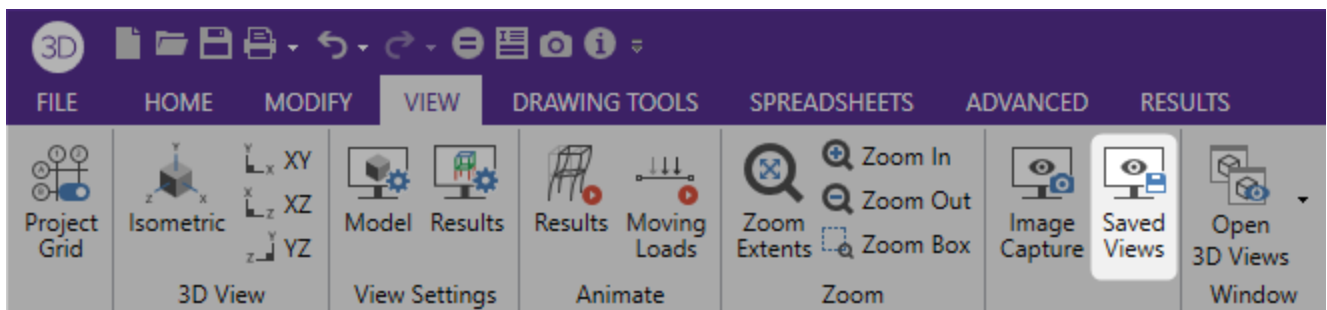 3D
FILE HOME MODIFY VIEW DRAWING TOOLS SPREADSHEETS ADVANCED RESULTS
Project
Grid
Y
z x
Isometric
Y
x XY
X
z XZ
Y
z YZ
3D View
Model
Results
View Settings
Results
Moving
Loads
Animate
Zoom
Extents
Zoom In
Zoom Out
Zoom Box
Zoom
Image
Capture
Saved
Views
Open
3D Views
Window